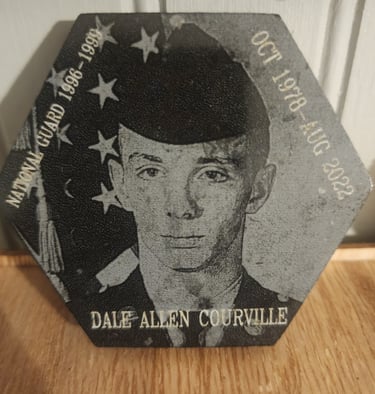 NATIONAL GUARD 1996-1999
OCT 1978-AUG 2022
DALE ALLEN COURVILLE